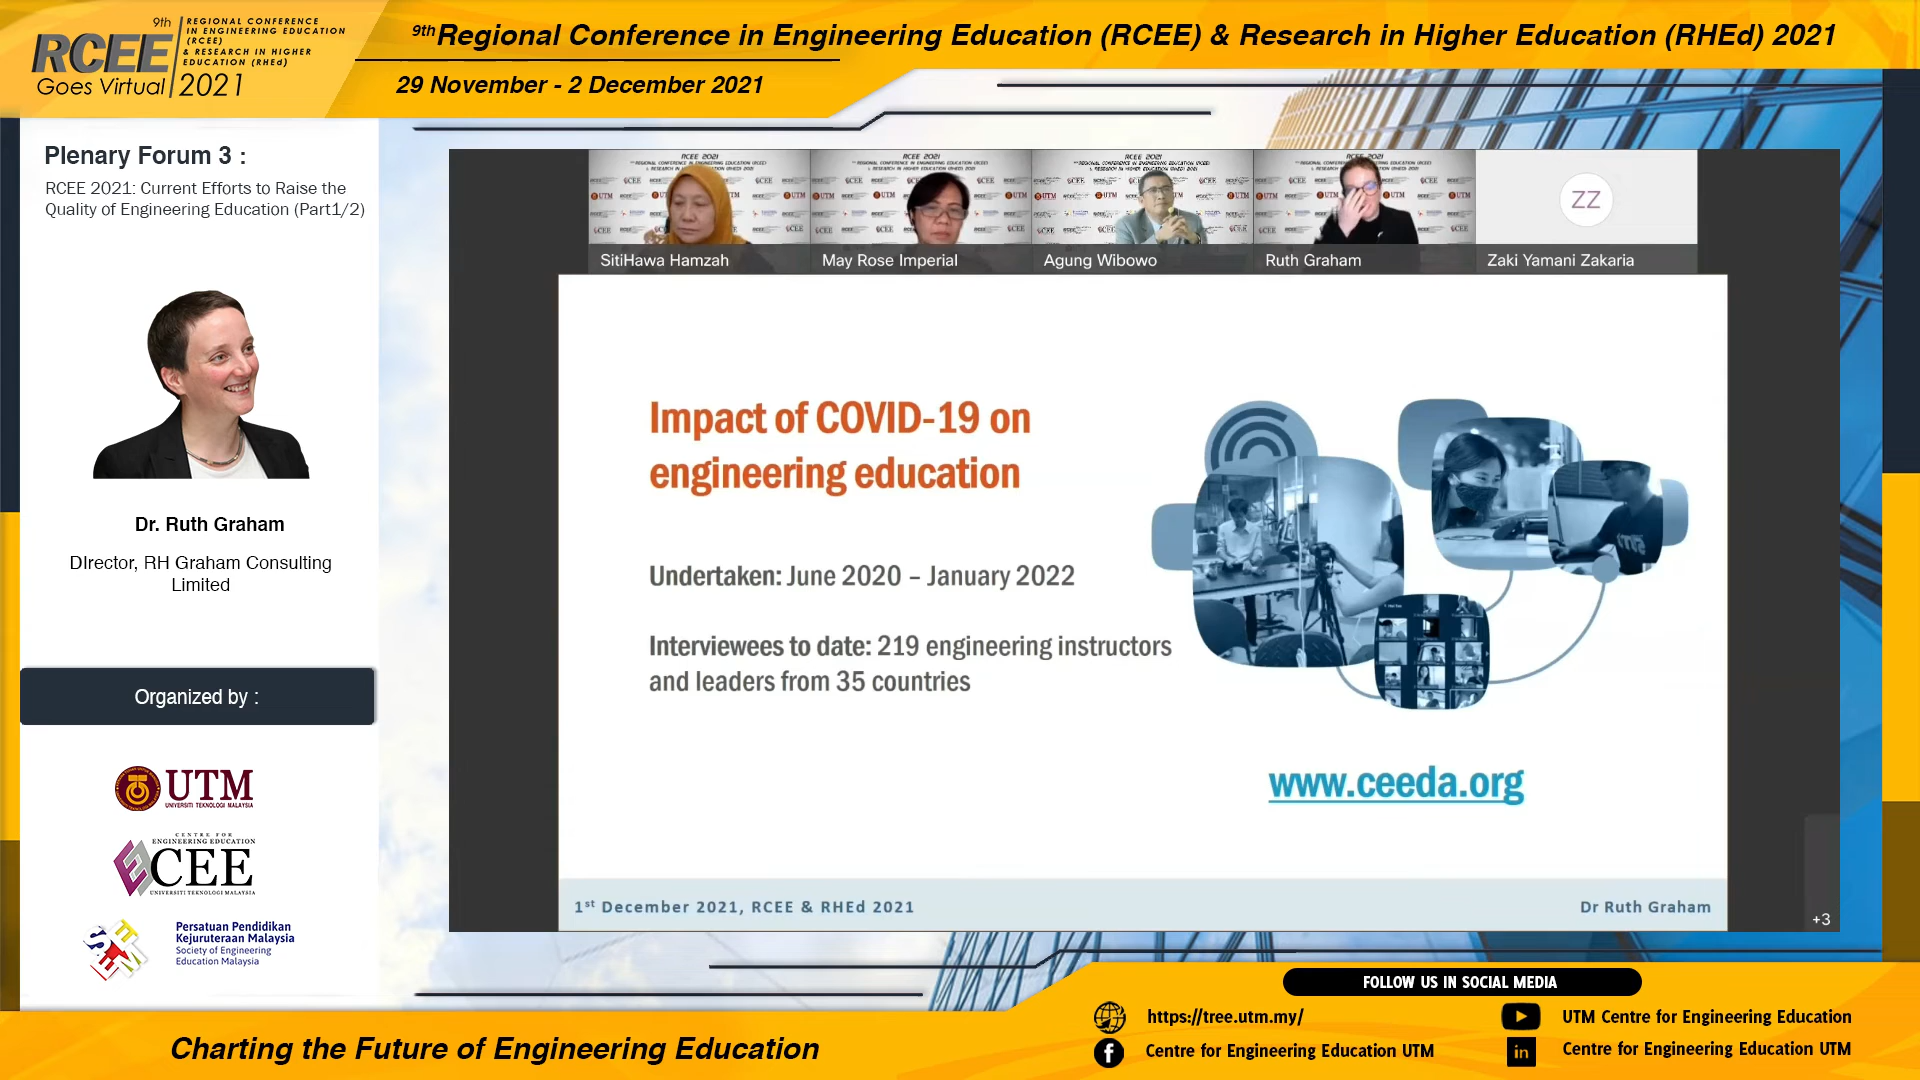 9th
RCEE
Goes Virtual
REGIONAL CONFERENCE
IN ENGINEERING EDUCATION
(RCEE)
& RESEARCH IN HIGHER
EDUCATION (RHEd)
2021
9thRegional Conference in Engineering Education (RCEE) & Research in Higher Education (RHEd) 2021
29 November - 2 December 2021
Plenary Forum 3 :
RCEE 2021: Current Efforts to Raise the
Quality of Engineering Education (Part1/2)
Dr. Ruth Graham
DIrector, RH Graham Consulting
Limited
Organized by :
UTM
UNIVERSITI TEKNOLOGI MALAYSIA
CENTRE FOR
ENGINEERING EDUCATION
CEE
UNIVERSITI TEKNOLOGI MALAYSIA
Persatuan Pendidikan
Kejuruteraan Malaysia
Society of Engineering
Education Malaysia
SitiHawa Hamzah
May Rose Imperial
Agung Wibowo
Ruth Graham
ZZ
Zaki Yamani Zakaria
Impact of COVID-19 on
engineering education
Undertaken: June 2020 – January 2022
Interviewees to date: 219 engineering instructors
and leaders from 35 countries
www.ceeda.org
1st December 2021, RCEE & RHEd 2021
Dr Ruth Graham
+3
Charting the Future of Engineering Education
FOLLOW US IN SOCIAL MEDIA
https://tree.utm.my/
UTM Centre for Engineering Education
Centre for Engineering Education UTM
Centre for Engineering Education UTM